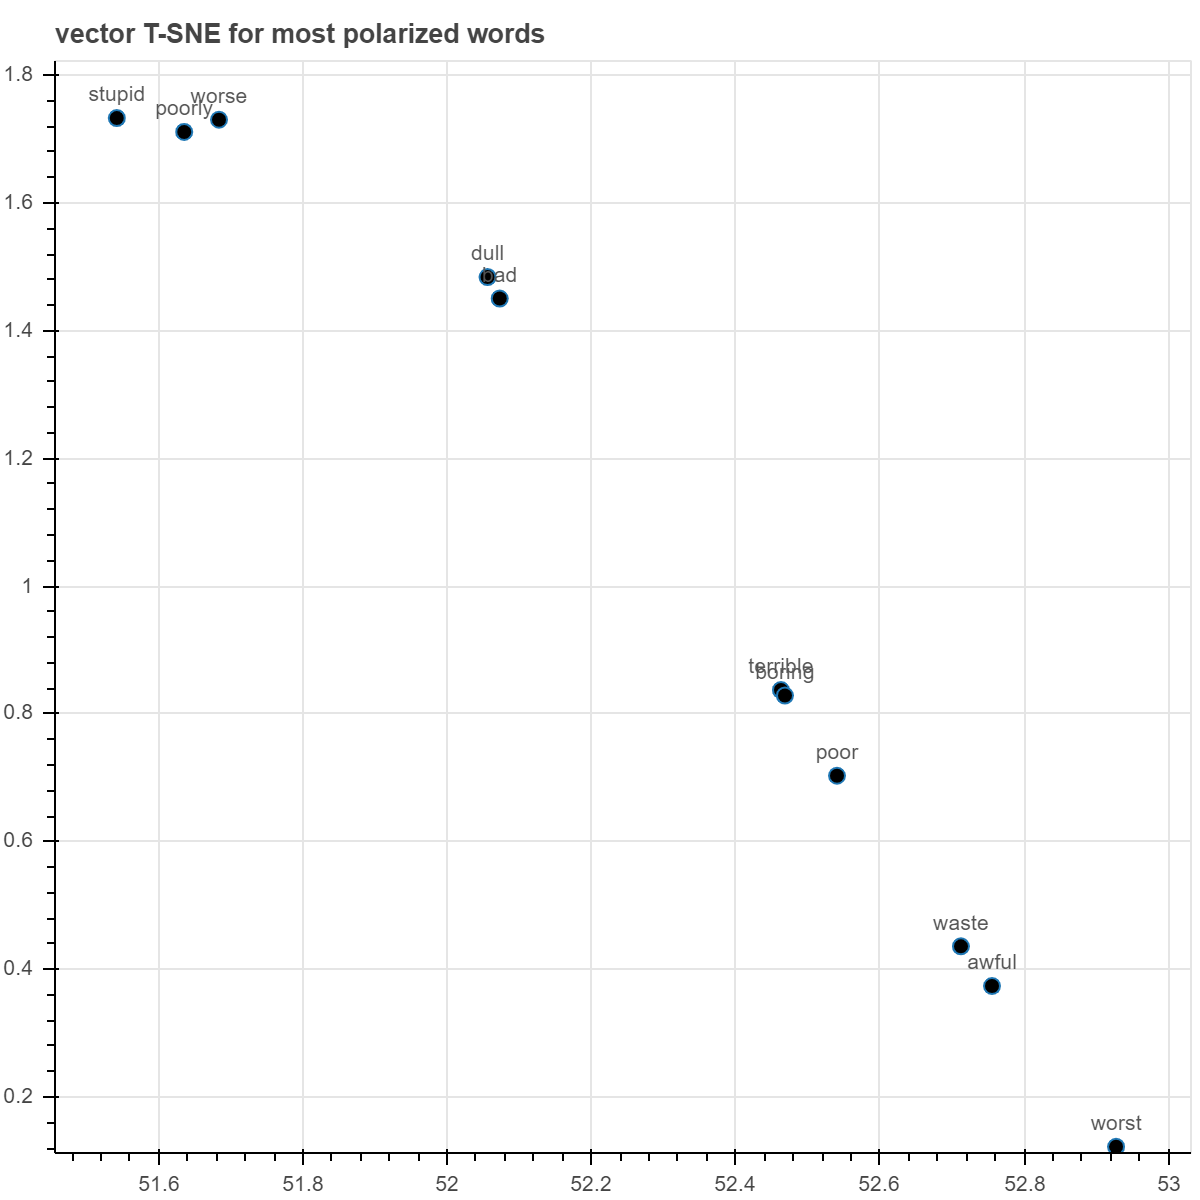 vector T-SNE for most polarized words
1.8
stupid
poorly
worse
1.6
dull
bad
1.4
1.2
1
terrible
boring
0.8
poor
0.6
waste
awful
0.4
0.2
worst
51.6 51.8 52 52.2 52.4 52.6 52.8 53